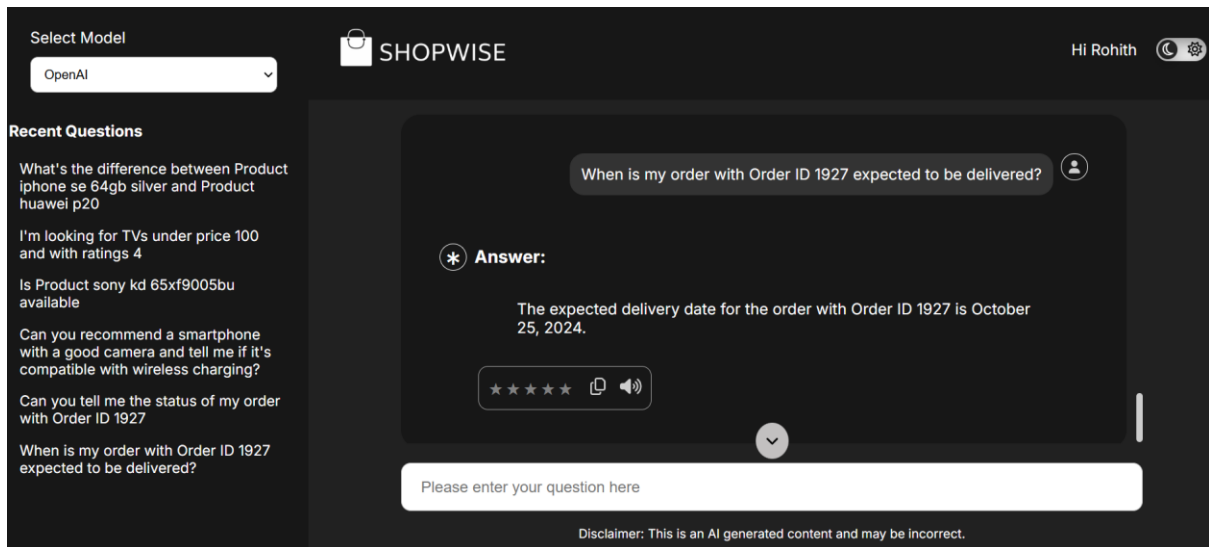 Select Model
OpenAI
Recent Questions
What's the difference between Product
iphone se 64gb silver and Product
huawei p20
I'm looking for TVs under price 100
and with ratings 4
Is Product sony kd 65xf9005bu
available
Can you recommend a smartphone
with a good camera and tell me if it's
compatible with wireless charging?
Can you tell me the status of my order
with Order ID 1927
When is my order with Order ID 1927
expected to be delivered?
SHOPWISE
Hi Rohith
When is my order with Order ID 1927 expected to be delivered?
Answer:
The expected delivery date for the order with Order ID 1927 is October
25, 2024.
Please enter your question here
Disclaimer: This is an AI generated content and may be incorrect.